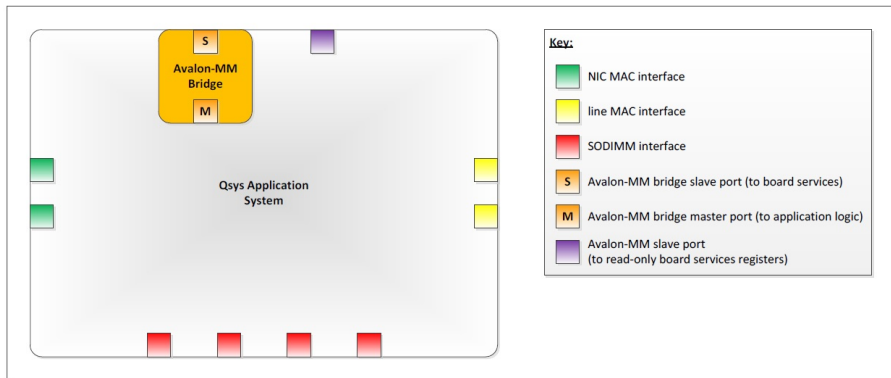 S
Avalon-MM
Bridge
M
Qsys Application
System
Key:
NIC MAC interface
line MAC interface
SODIMM interface
S Avalon-MM bridge slave port (to board services)
M Avalon-MM bridge master port (to application logic)
Avalon-MM slave port
(to read-only board services registers)